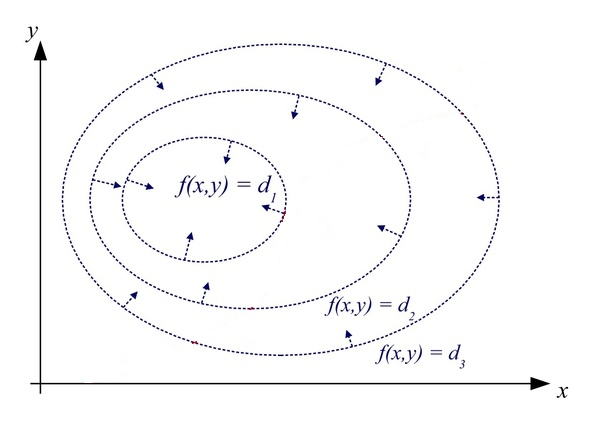 y
f(x,y) = d₁
f(x,y) = d₂
f(x,y) = d₃
x